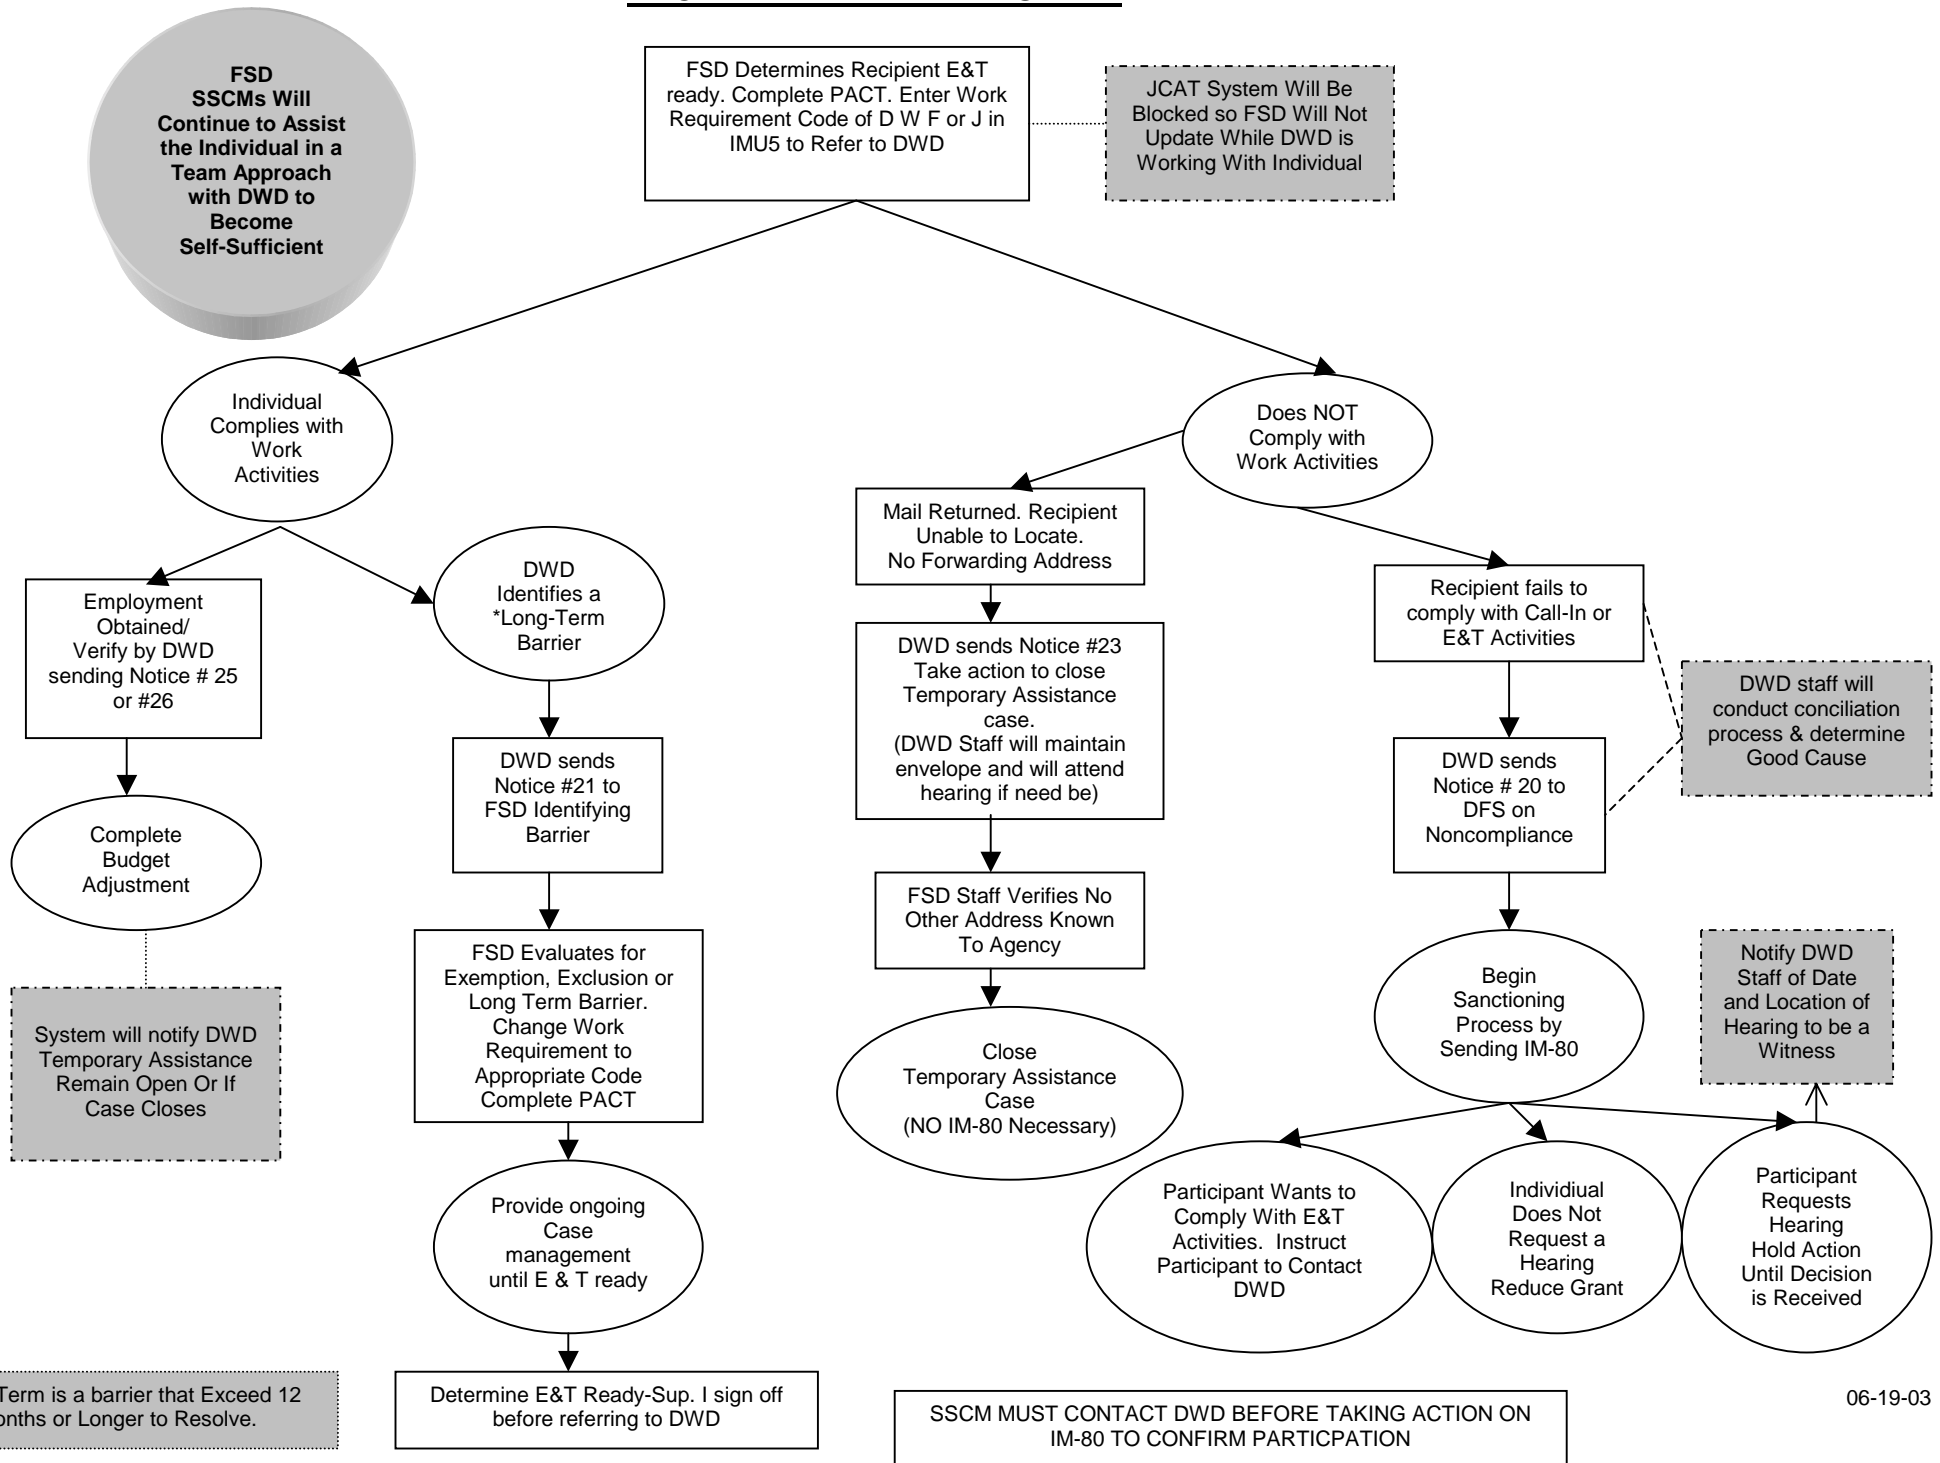 FSD
SSCMs Will
Continue to Assist
the Individual in a
Team Approach
with DWD to
Become
Self-Sufficient
FSD Determines Recipient E&T
ready. Complete PACT. Enter Work
Requirement Code of D W F or J in
IMU5 to Refer to DWD
JCAT System Will Be
Blocked so FSD Will Not
Update While DWD is
Working With Individual
Individual
Complies with
Work
Activities
Does NOT
Comply with
Work Activities
Employment
Obtained/
Verify by DWD
sending Notice # 25
or #26
DWD
Identifies a
*Long-Term
Barrier
Mail Returned. Recipient
Unable to Locate.
No Forwarding Address
Recipient fails to
comply with Call-In or
E&T Activities
DWD sends Notice #23
Take action to close
Temporary Assistance
case.
(DWD Staff will maintain
envelope and will attend
hearing if need be)
DWD staff will
conduct conciliation
process & determine
Good Cause
DWD sends
Notice #21 to
FSD Identifying
Barrier
DWD sends
Notice # 20 to
DFS on
Noncompliance
Complete
Budget
Adjustment
FSD Staff Verifies No
Other Address Known
To Agency
FSD Evaluates for
Exemption, Exclusion or
Long Term Barrier.
Change Work
Requirement to
Appropriate Code
Complete PACT
Begin
Sanctioning
Process by
Sending IM-80
Notify DWD
Staff of Date
and Location of
Hearing to be a
Witness
System will notify DWD
Temporary Assistance
Remain Open Or If
Case Closes
Close
Temporary Assistance
Case
(NO IM-80 Necessary)
Provide ongoing
Case
management
until E & T ready
Participant Wants to
Comply With E&T
Activities.  Instruct
Participant to Contact
DWD
Individiual
Does Not
Request a
Hearing
Reduce Grant
Participant
Requests
Hearing
Hold Action
Until Decision
is Received
Term is a barrier that Exceed 12
or Longer to Resolve.
Determine E&T Ready-Sup. I sign off
before referring to DWD
SSCM MUST CONTACT DWD BEFORE TAKING ACTION ON
IM-80 TO CONFIRM PARTICPATION
06-19-03